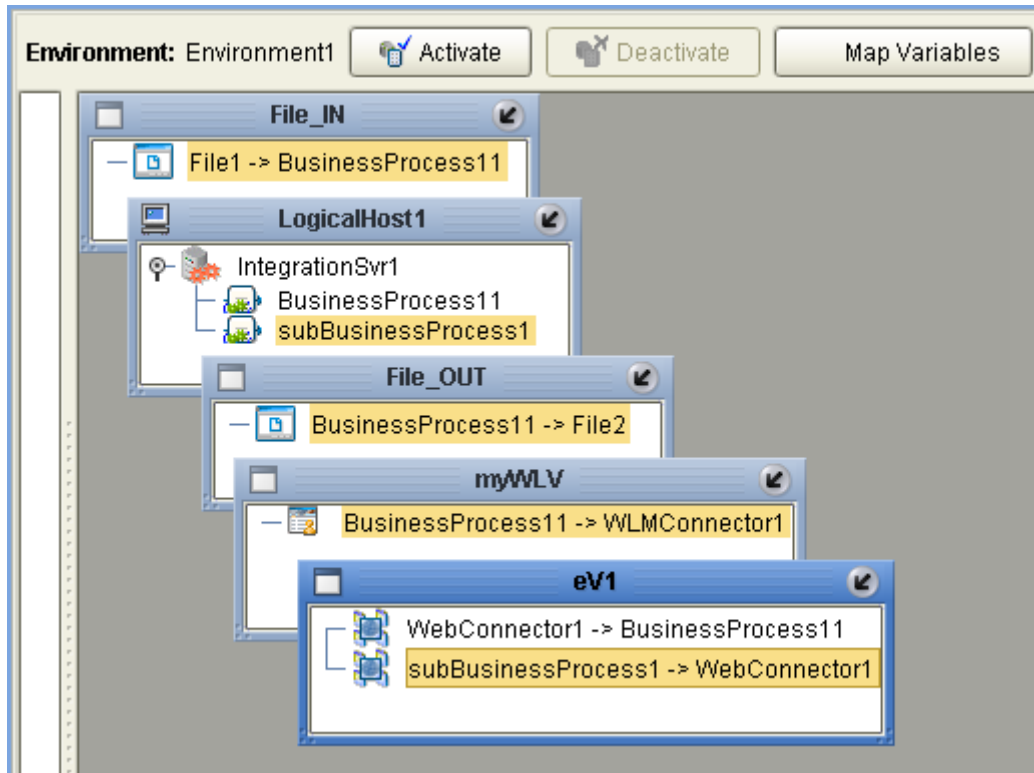 Environment: Environment1 Activate Deactivate Map Variables
File_IN
File1 -> BusinessProcess11
LogicalHost1
IntegrationSvr1
BusinessProcess11
subBusinessProcess1
File_OUT
BusinessProcess11 -> File2
myWLV
BusinessProcess11 -> WLMConnector1
eV1
WebConnector1 -> BusinessProcess11
subBusinessProcess1 -> WebConnector1